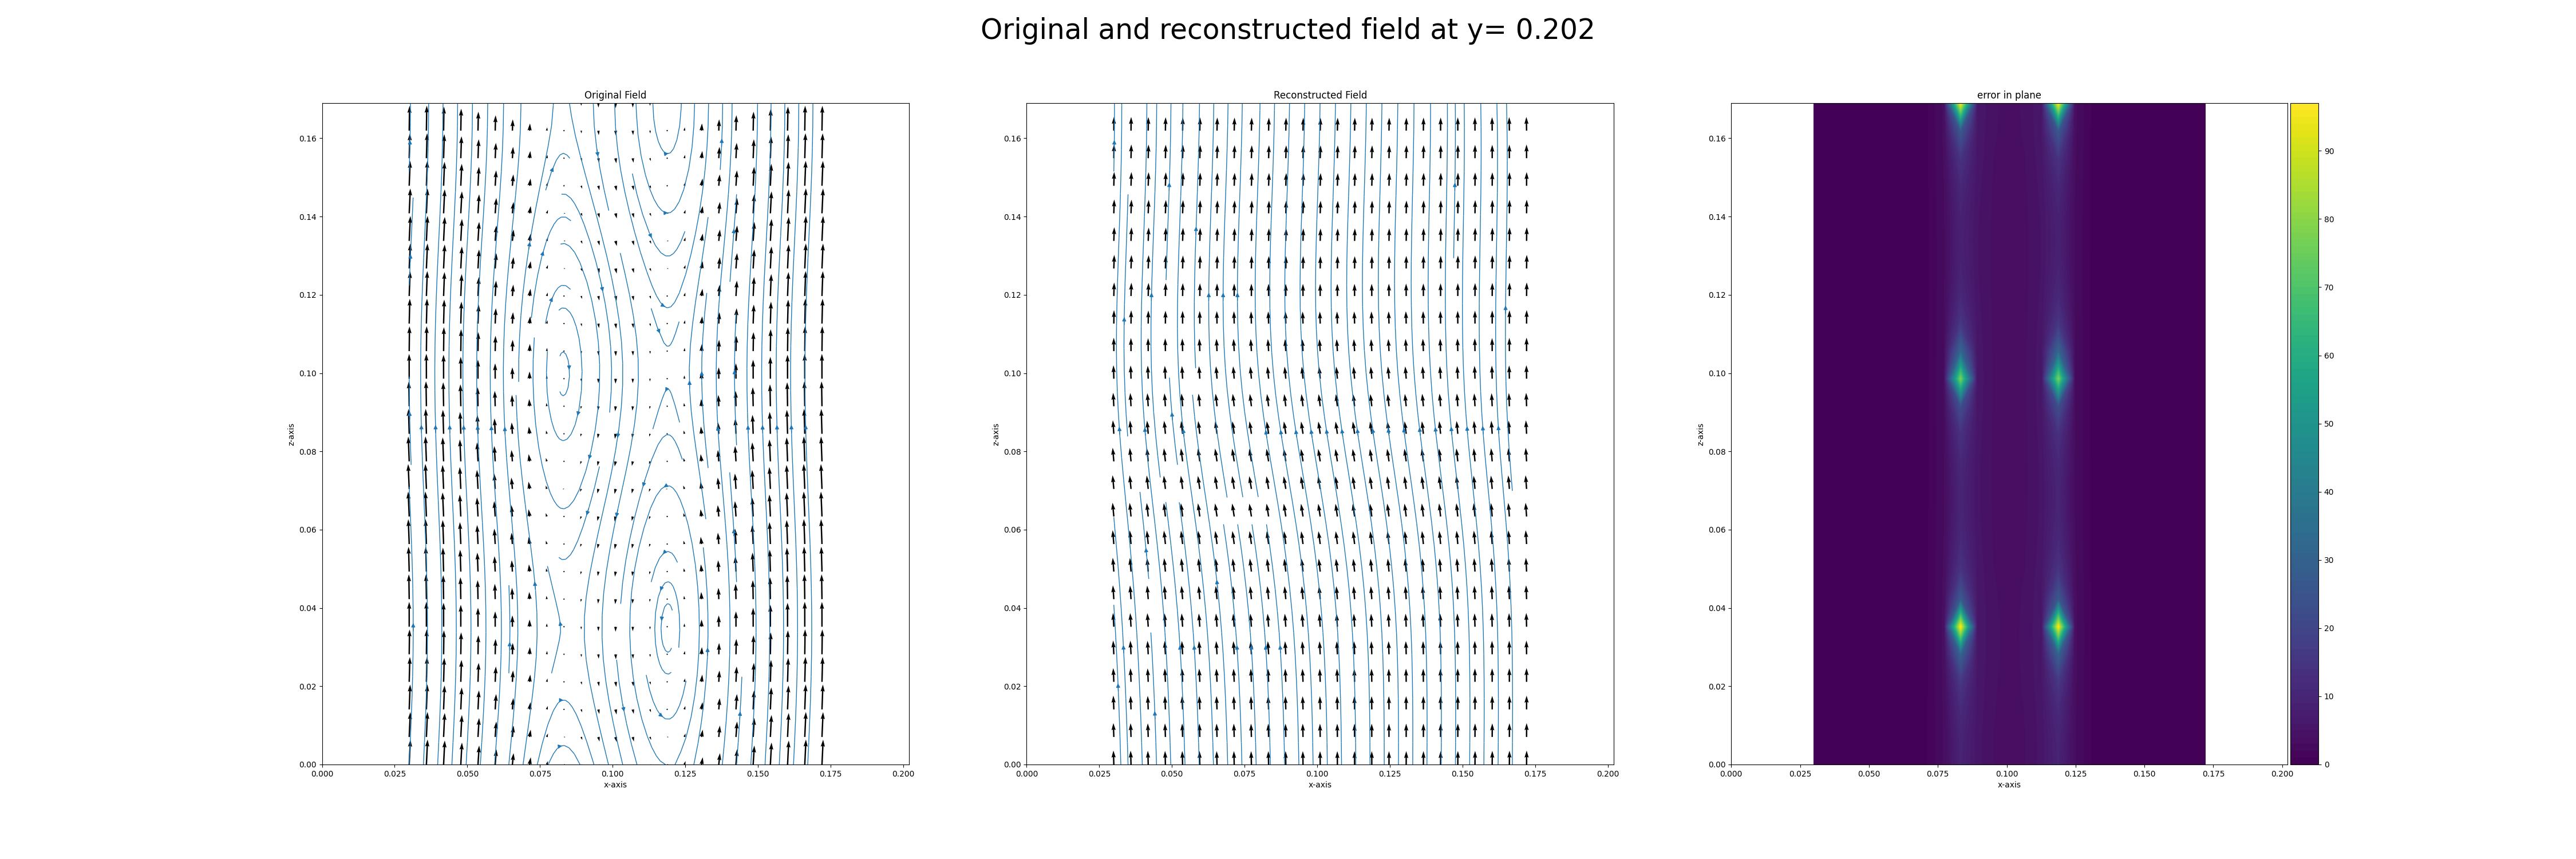 Original and reconstructed field at y= 0.202
Original Field
z-axis
0.16
0.14
0.12
0.10
0.08
0.06
0.04
0.02
0.00
0.000 0.025 0.050 0.075 0.100 0.125 0.150 0.175 0.200
x-axis
Reconstructed Field
z-axis
0.16
0.14
0.12
0.10
0.08
0.06
0.04
0.02
0.00
0.000 0.025 0.050 0.075 0.100 0.125 0.150 0.175 0.200
x-axis
error in plane
z-axis
0.16
0.14
0.12
0.10
0.08
0.06
0.04
0.02
0.00
0.000 0.025 0.050 0.075 0.100 0.125 0.150 0.175 0.200
x-axis
90
80
70
60
50
40
30
20
10
0